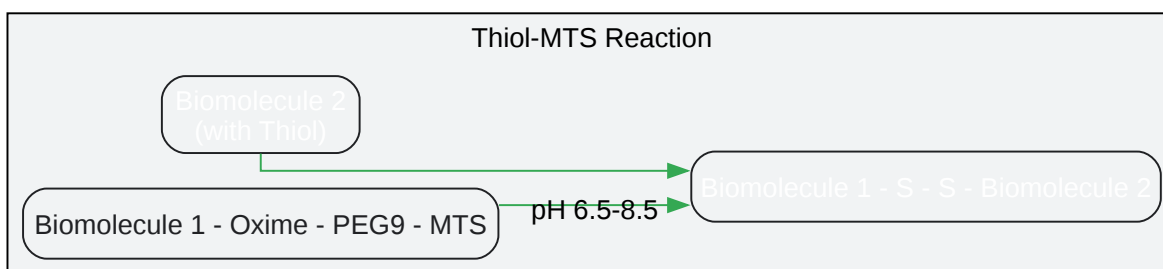 Thiol-MTS Reaction
Biomolecule 2
(with Thiol)
Biomolecule 1 - S - S - Biomolecule 2
Biomolecule 1 - Oxime - PEG9 - MTS
pH 6.5-8.5